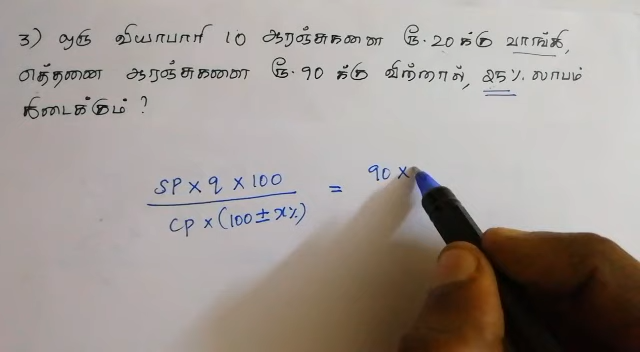 3) ஒரு வியாபாரி 10 ஆரஞ்சுகளை ரூ.20க்கு வாங்கி,
எத்தனை ஆரஞ்சுகளை ரூ.90 க்கு விற்றால், 25% லாபம்
கிடைக்கும் ?
SP × q × 100 = 90 ×
CP × (100 ± x%)